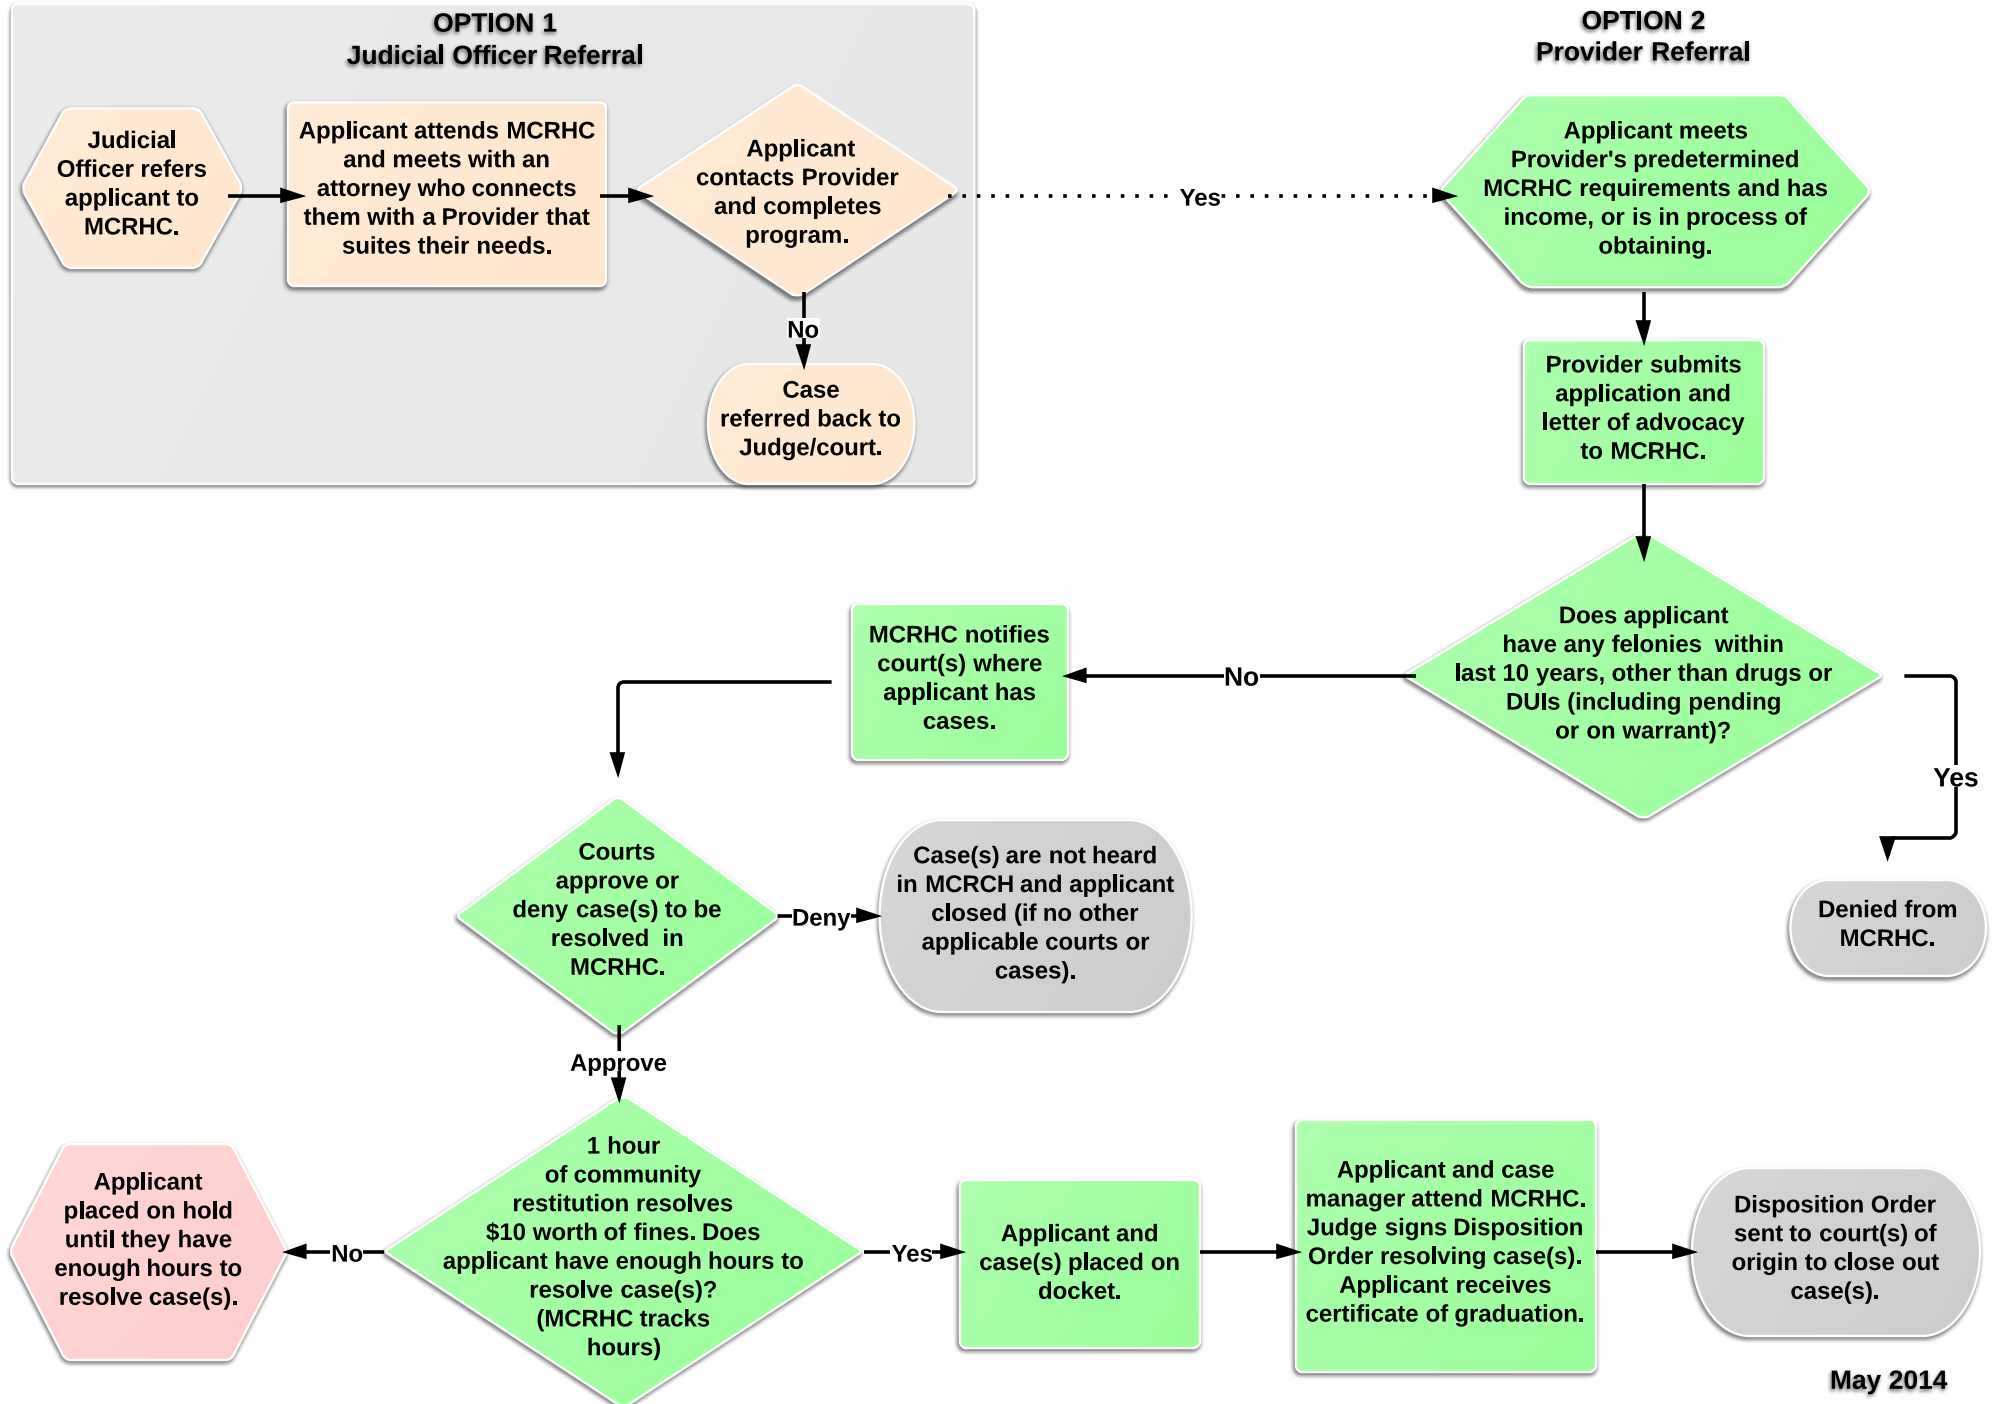 OPTION 1
Judicial Officer Referral
Judicial
Officer refers
applicant to
MCRHC.
Applicant attends MCRHC
and meets with an
attorney who connects
them with a Provider that
suites their needs.
Applicant
contacts Provider
and completes
program.
No
Case
referred back to
Judge/court.
Yes
OPTION 2
Provider Referral
Applicant meets
Provider's predetermined
MCRHC requirements and has
income, or is in process of
obtaining.
Provider submits
application and
letter of advocacy
to MCRHC.
Does applicant
have any felonies within
last 10 years, other than drugs or
DUIs (including pending
or on warrant)?
Yes
Denied from
MCRHC.
No
MCRHC notifies
court(s) where
applicant has
cases.
Courts
approve or
deny case(s) to be
resolved in
MCRHC.
Deny
Case(s) are not heard
in MCRCH and applicant
closed (if no other
applicable courts or
cases).
Approve
1 hour
of community
restitution resolves
$10 worth of fines. Does
applicant have enough hours to
resolve case(s)?
(MCRHC tracks
hours)
No
Applicant
placed on hold
until they have
enough hours to
resolve case(s).
Yes
Applicant and
case(s) placed on
docket.
Applicant and case
manager attend MCRHC.
Judge signs Disposition
Order resolving case(s).
Applicant receives
certificate of graduation.
Disposition Order
sent to court(s) of
origin to close out
case(s).
May 2014